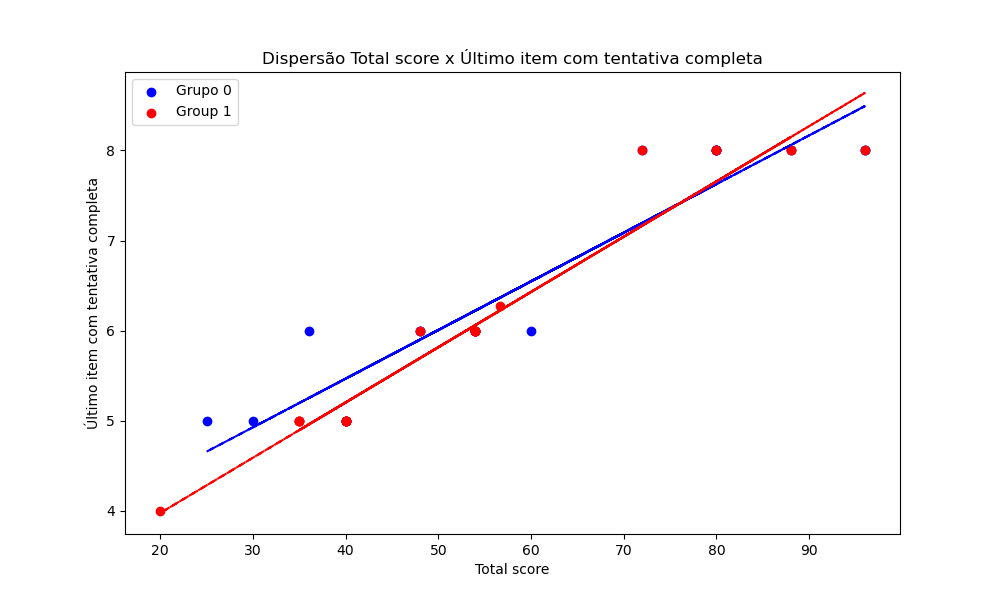 Dispersão Total score x Último item com tentativa completa
Grupo 0
Group 1
Último item com tentativa completa
8
7
6
5
4
20 30 40 50 60 70 80 90
Total score